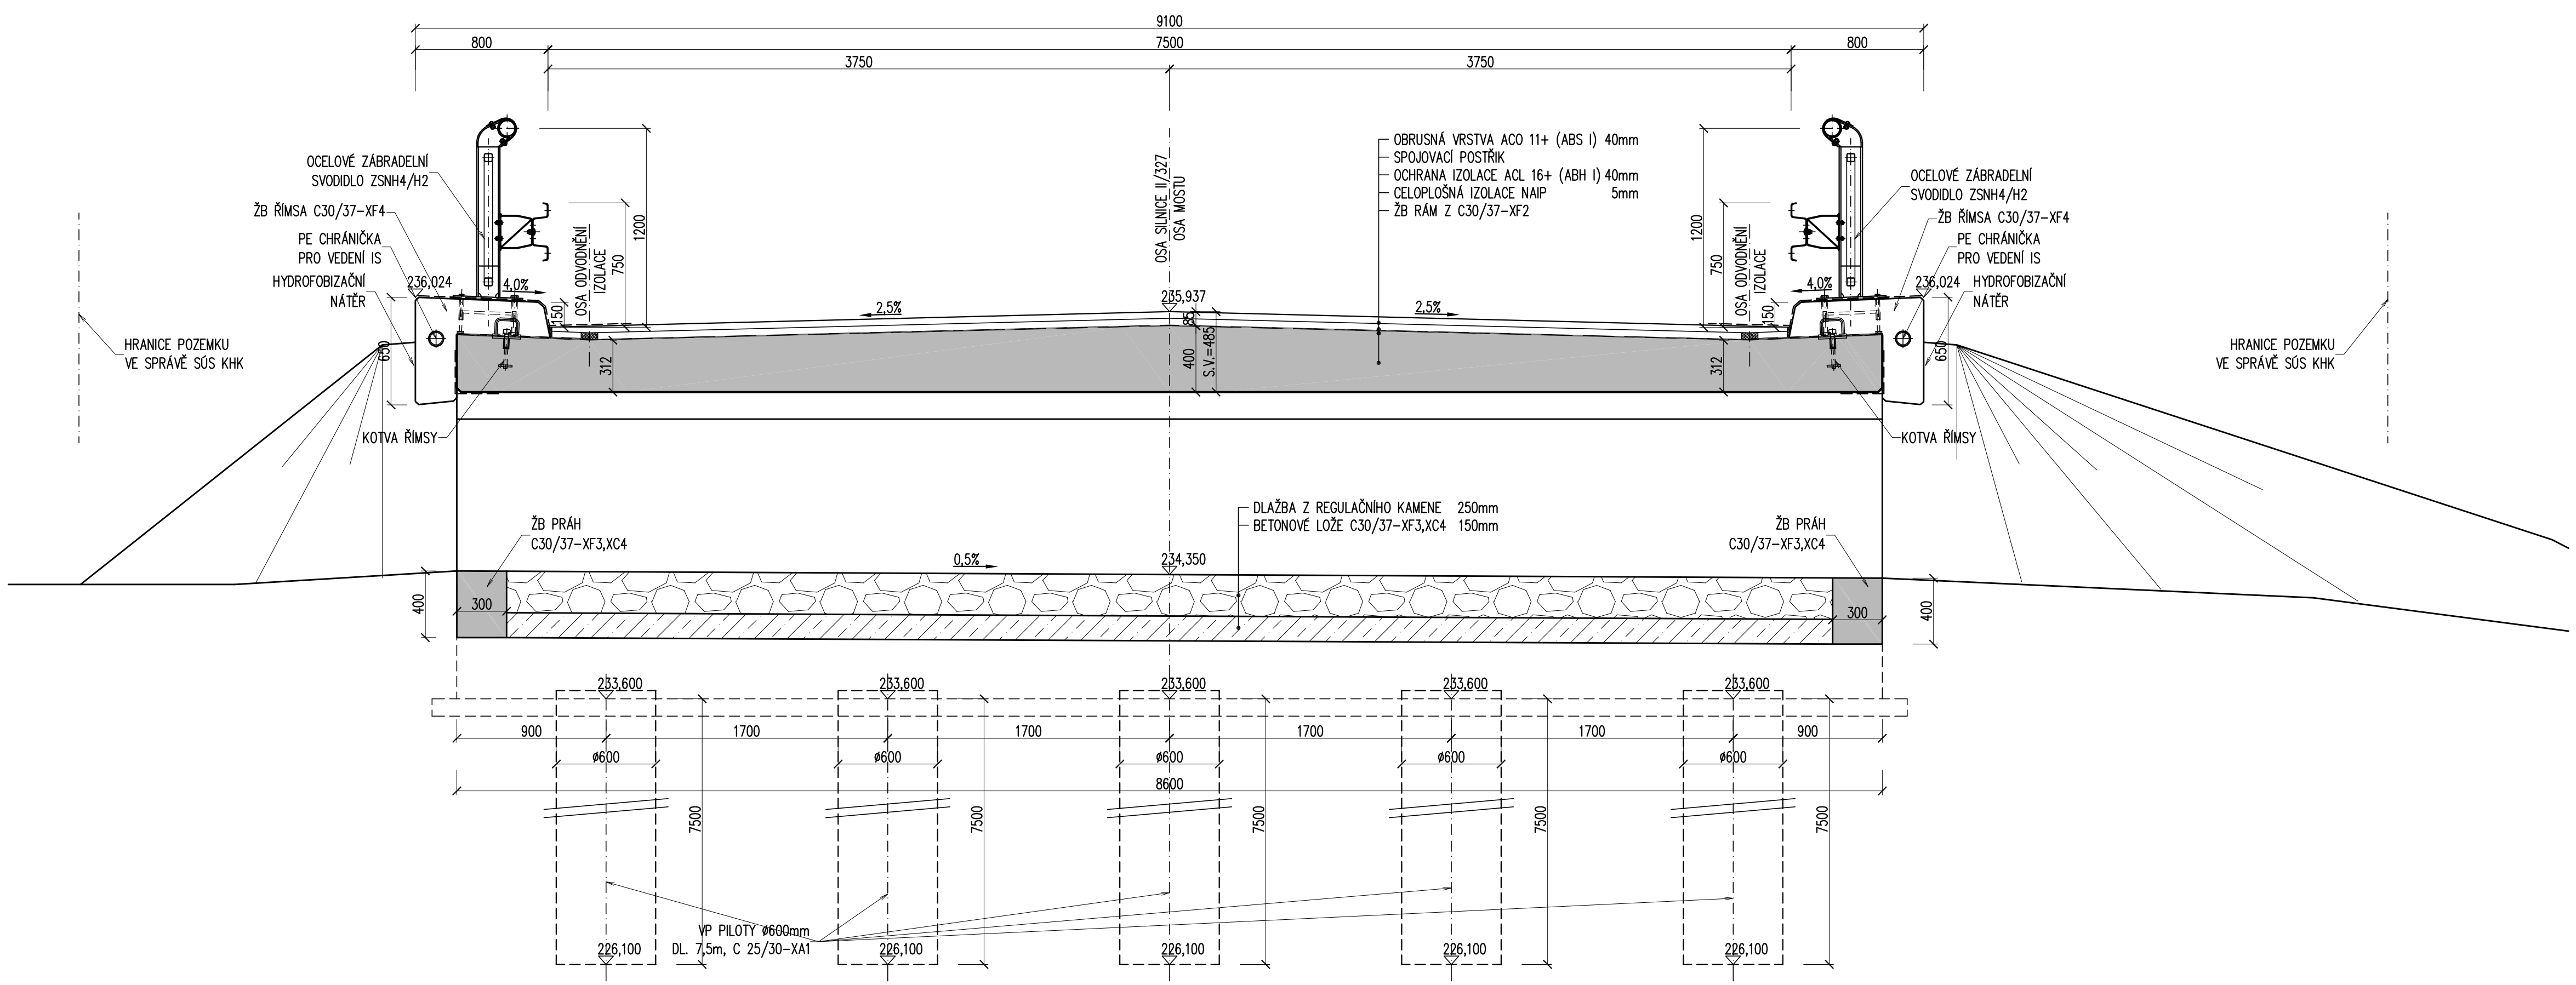 9100
800
7500
800
3750
3750
OCELOVÉ ZÁBRADELNÍ
SVODIDLO ZSNH4/H2
ŽB ŘÍMSA C30/37-XF4
PE CHRÁNIČKA
PRO VEDENÍ IS
HYDROFOBIZAČNÍ
NÁTĚR
236,024
4,0%
150
OSA ODVODNĚNÍ
IZOLACE
750
1200
650
HRANICE POZEMKU
VE SPRÁVĚ SÚS KHK
KOTVA ŘÍMSY
312
2,5%
OSA SILNICE II/327
OSA MOSTU
235,937
85
400
S.V.=485
2,5%
OBRUSNÁ VRSTVA ACO 11+ (ABS I) 40mm
SPOJOVACÍ POSTŘIK
OCHRANA IZOLACE ACL 16+ (ABH I) 40mm
CELOPLOŠNÁ IZOLACE NAIP 5mm
ŽB RÁM Z C30/37-XF2
1200
750
OSA ODVODNĚNÍ
IZOLACE
150
4,0%
312
OCELOVÉ ZÁBRADELNÍ
SVODIDLO ZSNH4/H2
ŽB ŘÍMSA C30/37-XF4
PE CHRÁNIČKA
PRO VEDENÍ IS
236,024
HYDROFOBIZAČNÍ
NÁTĚR
650
HRANICE POZEMKU
VE SPRÁVĚ SÚS KHK
KOTVA ŘÍMSY
ŽB PRÁH
C30/37-XF3,XC4
0,5%
234,350
DLAŽBA Z REGULAČNÍHO KAMENE 250mm
BETONOVÉ LOŽE C30/37-XF3,XC4 150mm
ŽB PRÁH
C30/37-XF3,XC4
400
300
300
400
233,600
233,600
233,600
233,600
233,600
900
1700
1700
1700
1700
900
ø600
ø600
ø600
ø600
ø600
8600
7500
7500
7500
7500
7500
VP PILOTY ø600mm
DL. 7,5m, C 25/30-XA1
226,100
226,100
226,100
226,100
226,100